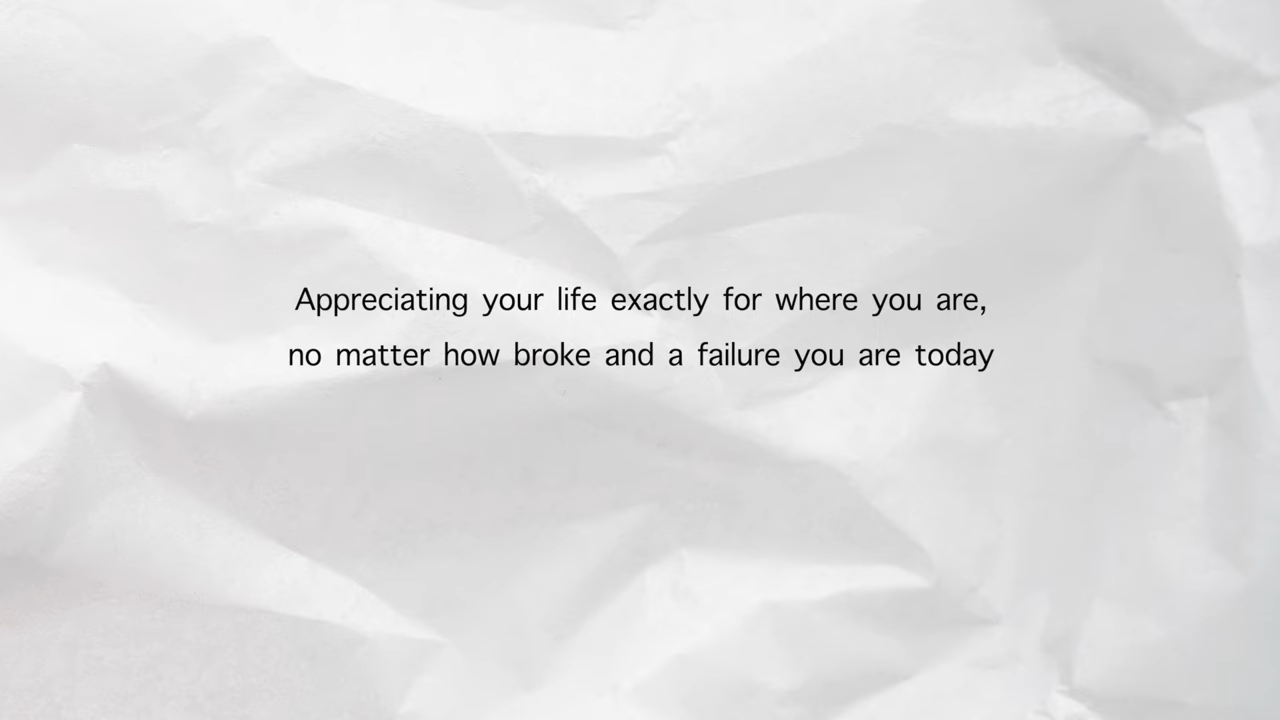 Appreciating your life exactly for where you are,
no matter how broke and a failure you are today